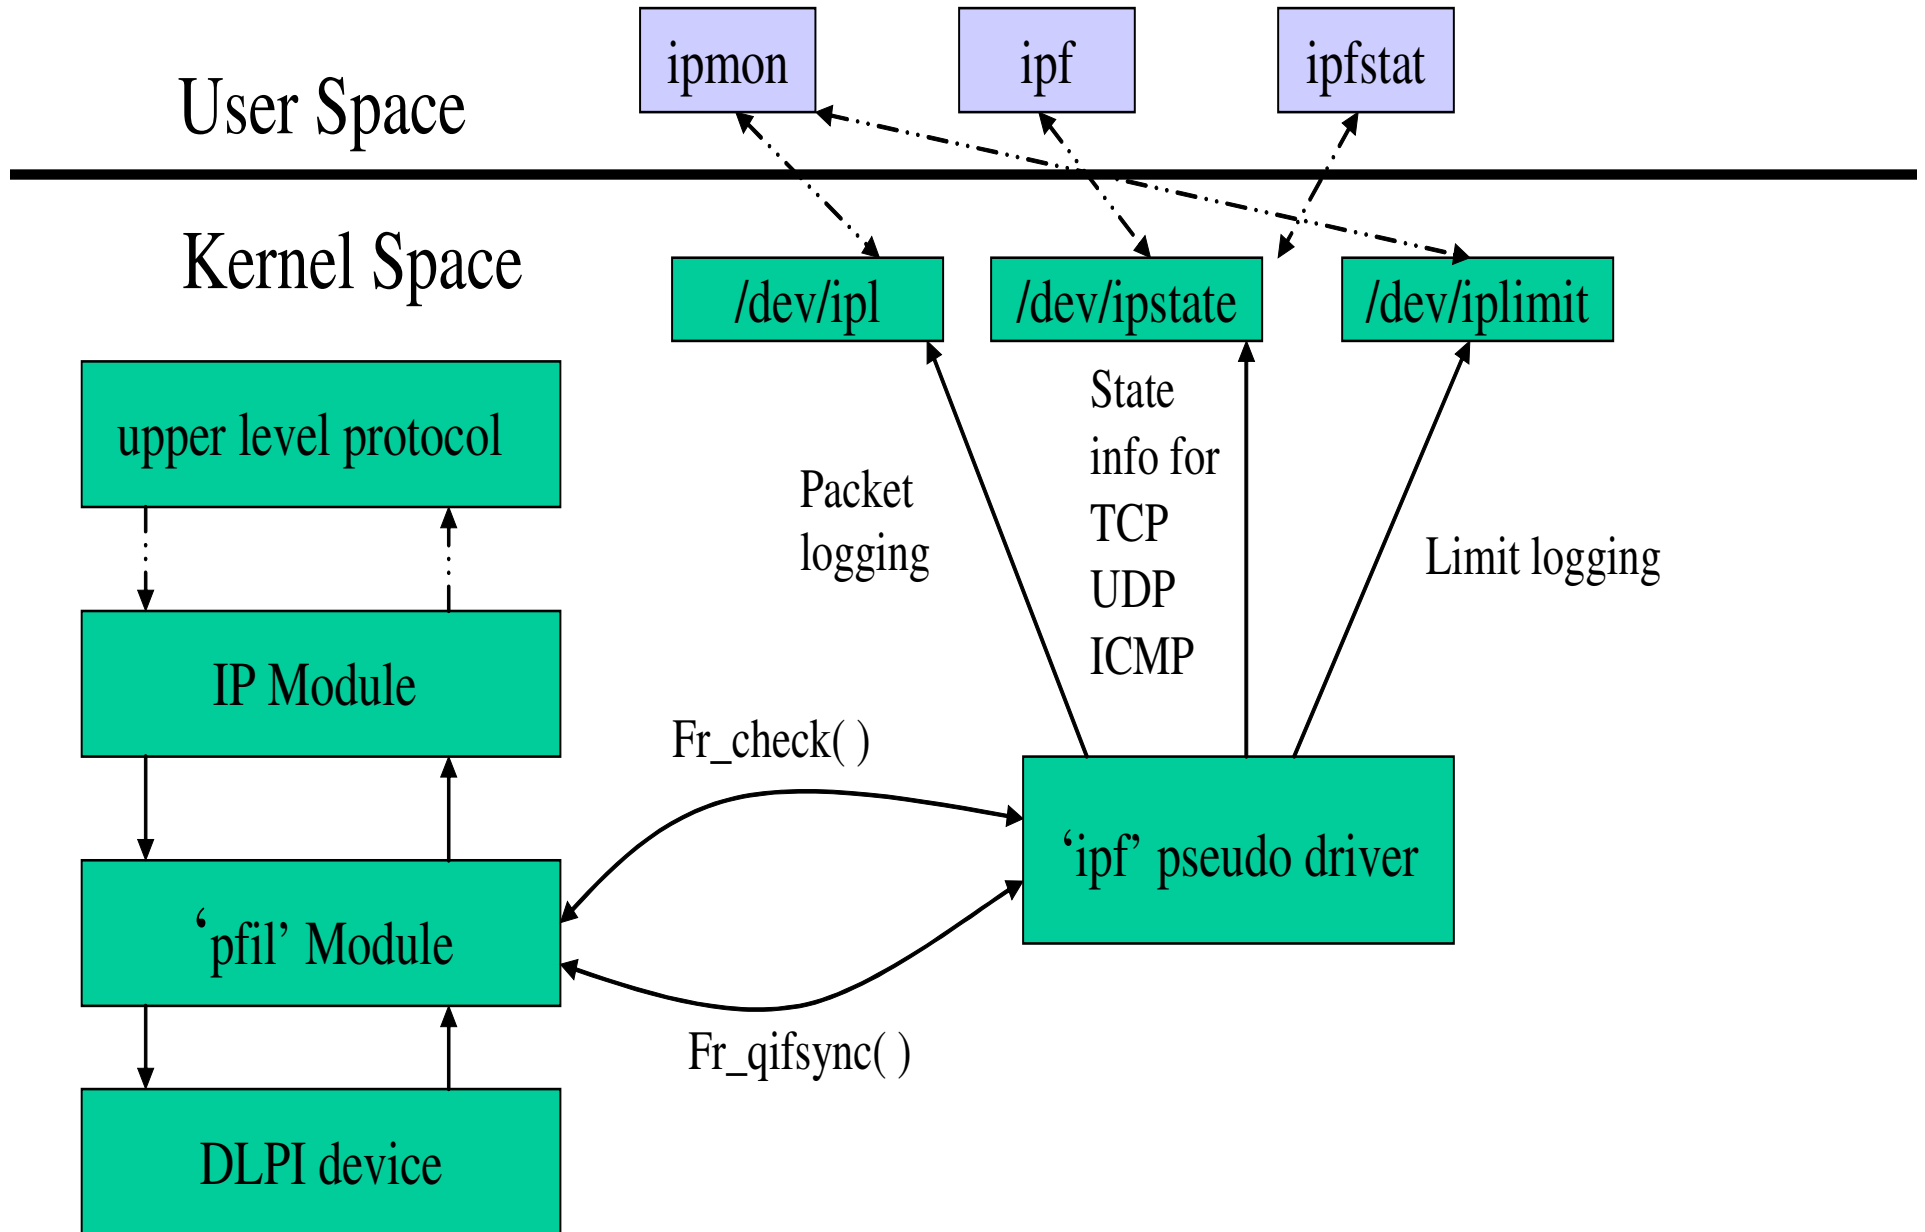 ipmon
ipf
ipfstat
User Space
Kernel Space
/dev/ipl
/dev/ipstate
/dev/iplimit
upper level protocol
State
info for
TCP
UDP
ICMP
Packet
logging
Limit logging
IP Module
Fr_check( )
‘ipf’ pseudo driver
‘pfil’ Module
Fr_qifsync( )
DLPI device